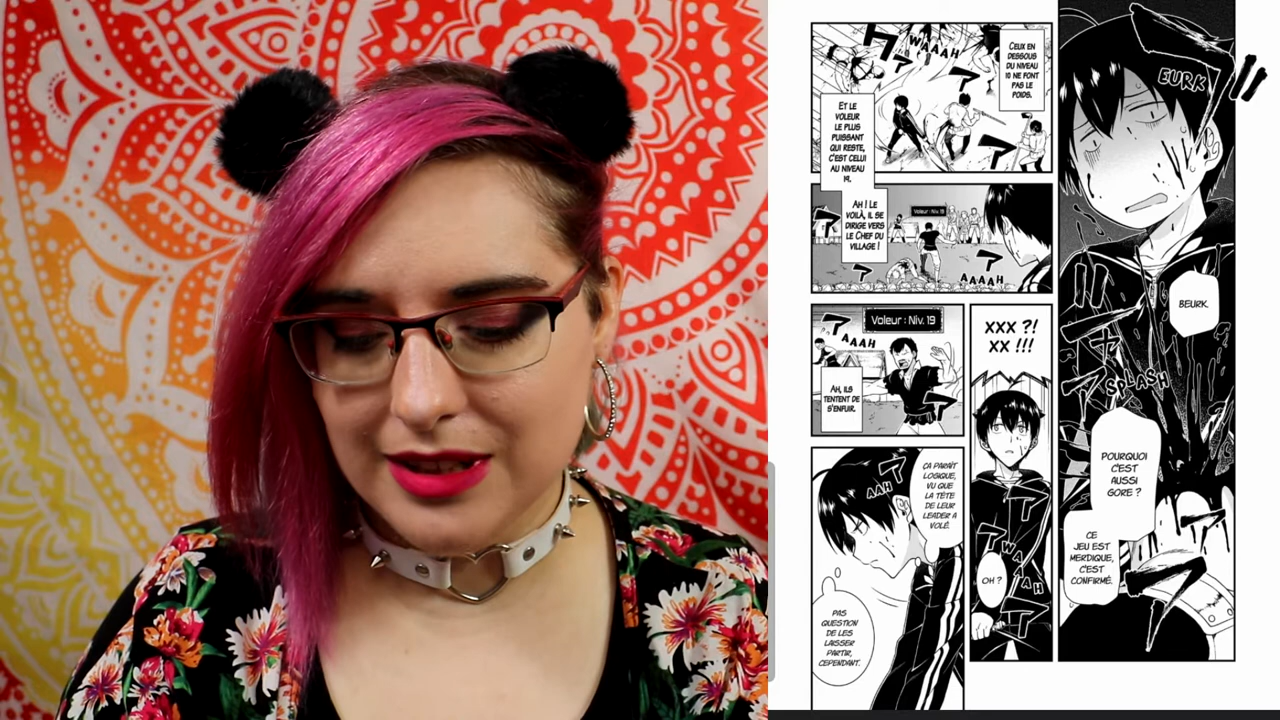 CEUX EN
DESSOUS
DU NIVEAU
10 NE FONT
PAS LE
POIDS.
WAAAH
ET LE
VOLEUR
LE PLUS
PUISSANT
QUI RESTE,
C'EST CELUI
AU NIVEAU
19.
AH ! LE
VOILÀ, IL SE
DIRIGE VERS
LE CHEF DU
VILLAGE !
Voleur : Niv. 19
AAAAH
Voleur : Niv. 19
AAAH
AH, ILS
TENTENT DE
S'ENFUIR.
XXX ?!
XX !!!
WAAAH
OH ?
ÇA PARAÎT
LOGIQUE,
VU QUE
LA TÊTE
DE LEUR
LEADER A
VOLÉ.
AAH
PAS
QUESTION
DE LES
LAISSER
PARTIR,
CEPENDANT.
EURK
BEURK.
SPLASH
POURQUOI
C'EST
AUSSI
GORE ?
CE
JEU EST
MERDIQUE,
C'EST
CONFIRMÉ.